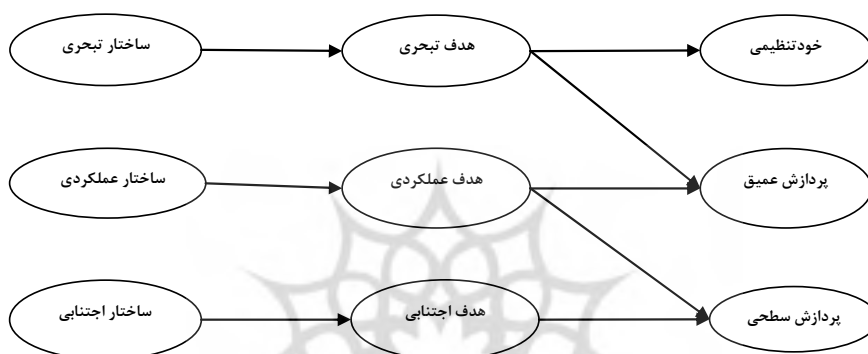 ساختار تبحری
هدف تبحری
خودتنظیمی
ساختار عملکردی
هدف عملکردی
پردازش عمیق
ساختار اجتنابی
هدف اجتنابی
پردازش سطحی